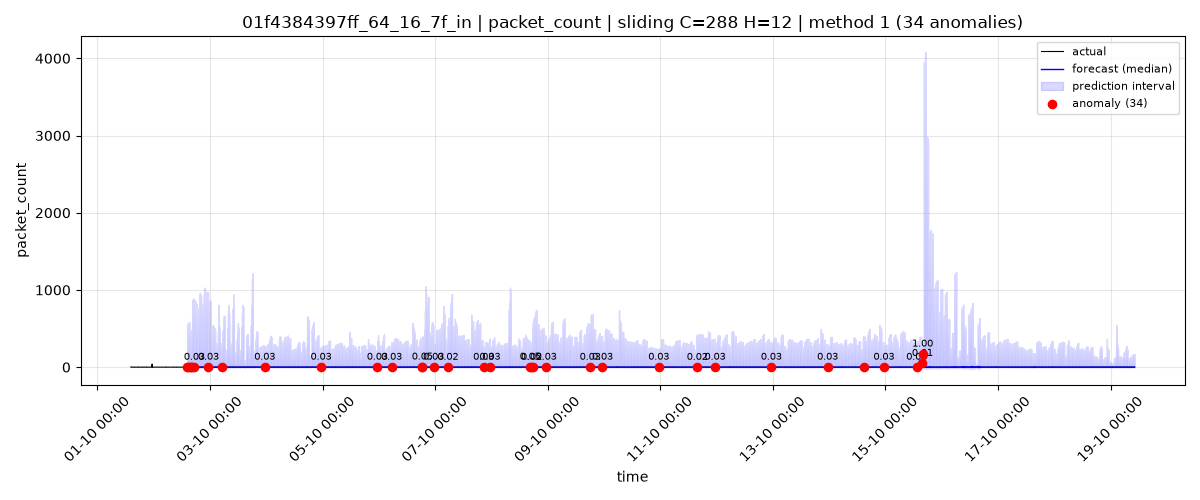 01f4384397ff_64_16_7f_in | packet_count | sliding C=288 H=12 | method 1 (34 anomalies)
actual
forecast (median)
prediction interval
anomaly (34)
packet_count
4000
3000
2000
1000
0
1.00
0.03 0.03 0.03 0.03 0.03 0.03 0.02 0.03 0.03 0.03 0.03 0.02 0.03 0.03 0.03 0.03
01-10 00:00
03-10 00:00
05-10 00:00
07-10 00:00
09-10 00:00
11-10 00:00
13-10 00:00
15-10 00:00
17-10 00:00
19-10 00:00
time